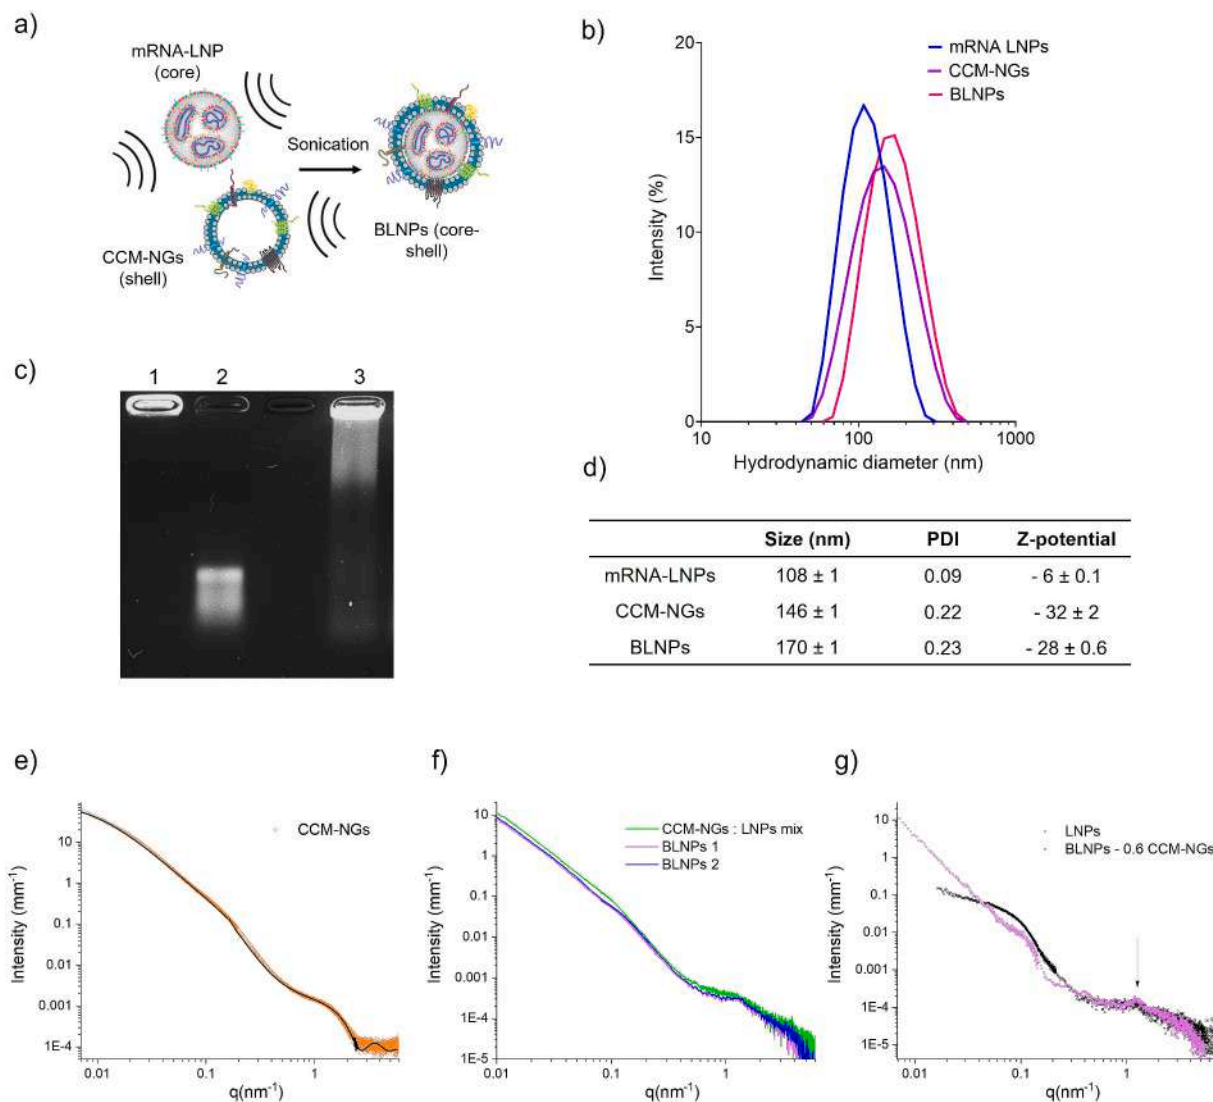 a)
mRNA-LNP
(core)
Sonication
CCM-NGs
(shell)
BLNPs (core-
shell)
b)
20
15
10
5
0
Intensity (%)
mRNA LNPs
CCM-NGs
BLNPs
10
100
1000
Hydrodynamic diameter (nm)
c)
1 2 3
d)
Size (nm) PDI Z-potential
mRNA-LNPs 108 ± 1 0.09 - 6 ± 0.1
CCM-NGs 146 ± 1 0.22 - 32 ± 2
BLNPs 170 ± 1 0.23 - 28 ± 0.6
e)
Intensity (mm⁻¹)
10
1
0.1
0.01
0.001
1E-4
CCM-NGs
0.01 0.1 1
q(nm⁻¹)
f)
Intensity (mm⁻¹)
10
1
0.1
0.01
0.001
1E-4
1E-5
CCM-NGs : LNPs mix
BLNPs 1
BLNPs 2
0.01 0.1 1
q(nm⁻¹)
g)
Intensity (mm⁻¹)
10
1
0.1
0.01
0.001
1E-4
1E-5
LNPs
BLNPs - 0.6 CCM-NGs
0.01 0.1 1
q(nm⁻¹)